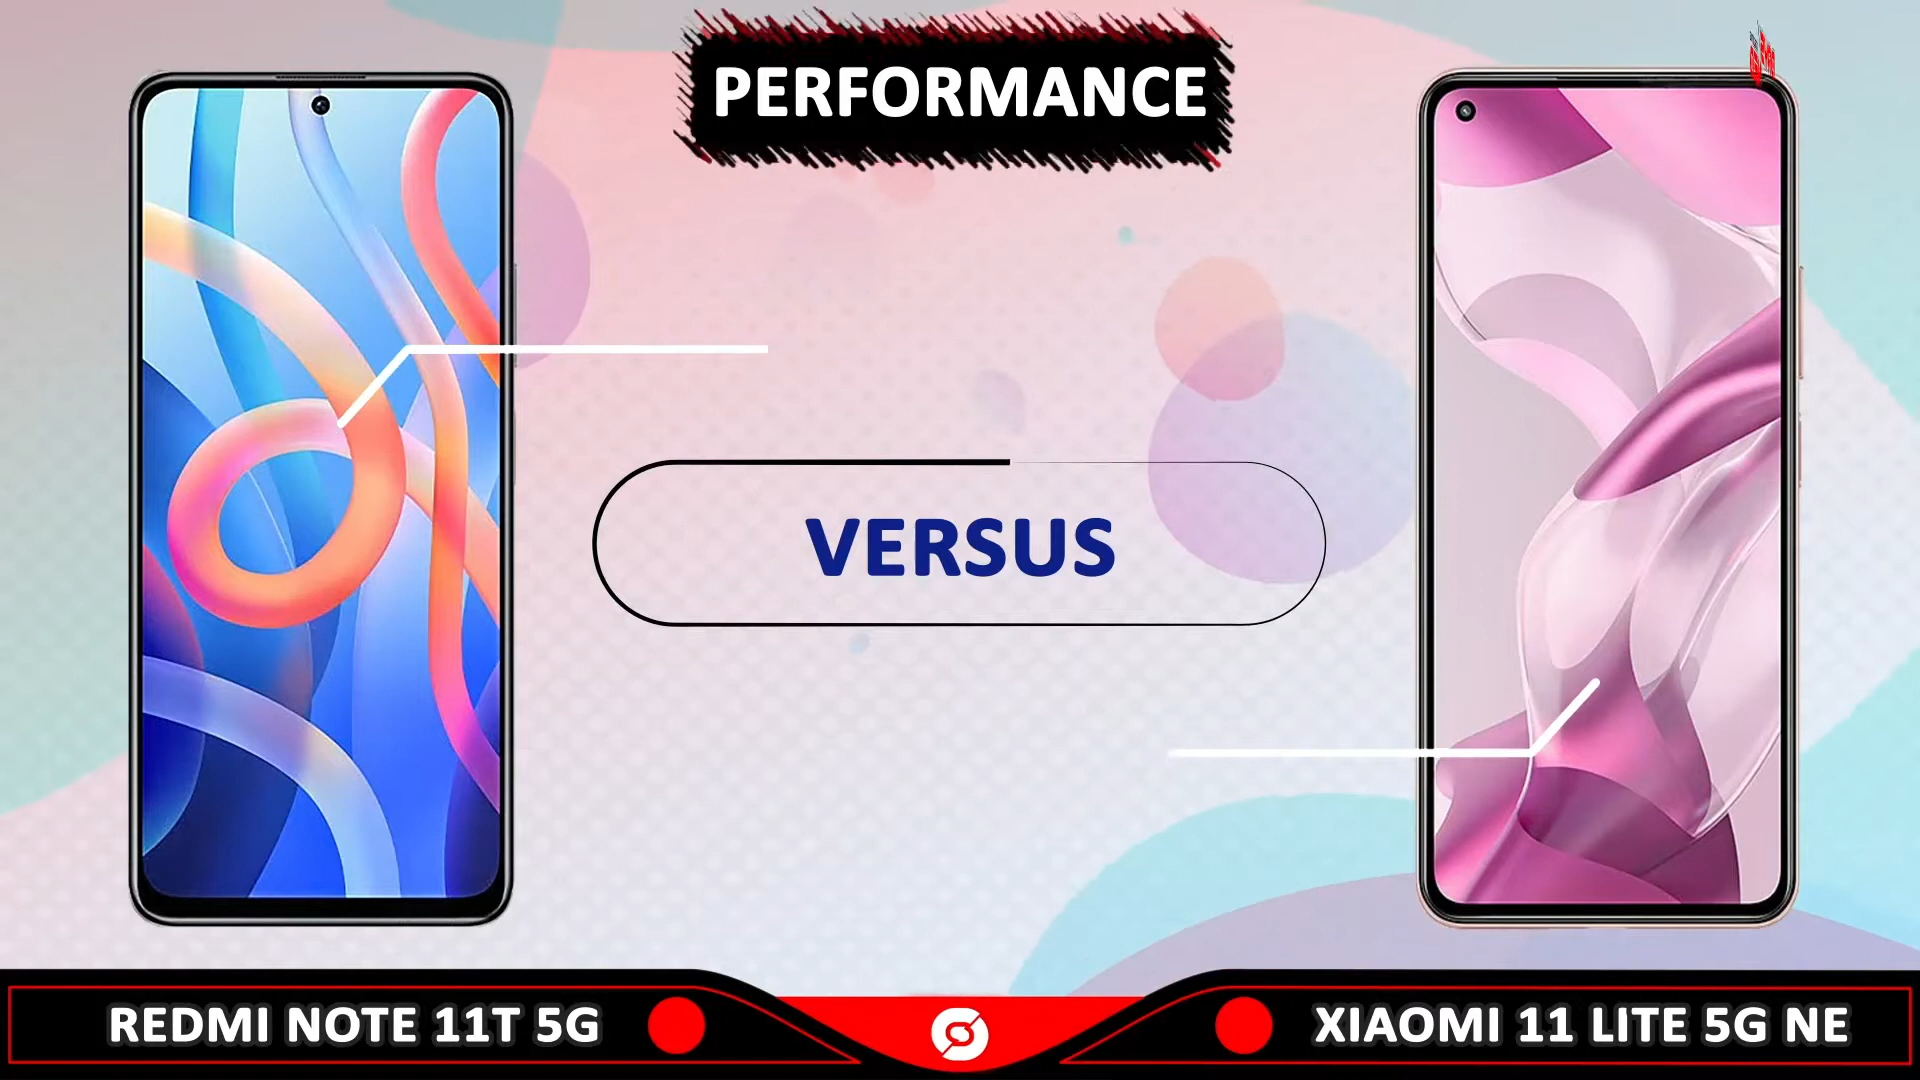 PERFORMANCE
VERSUS
REDMI NOTE 11T 5G
XIAOMI 11 LITE 5G NE